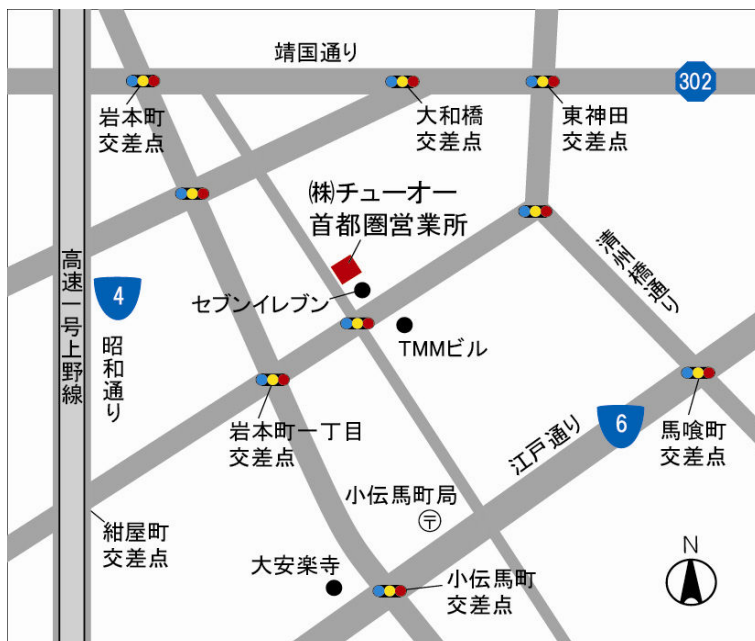 靖国通り
302
岩本町
交差点
大和橋
交差点
東神田
交差点
㈱チューオー
首都圏営業所
清州橋通り
高速一号上野線
4
昭和通り
セブンイレブン
TMMビル
岩本町一丁目
交差点
江戸通り
6
馬喰町
交差点
小伝馬町局
〒
紺屋町
交差点
大安楽寺
小伝馬町
交差点
N